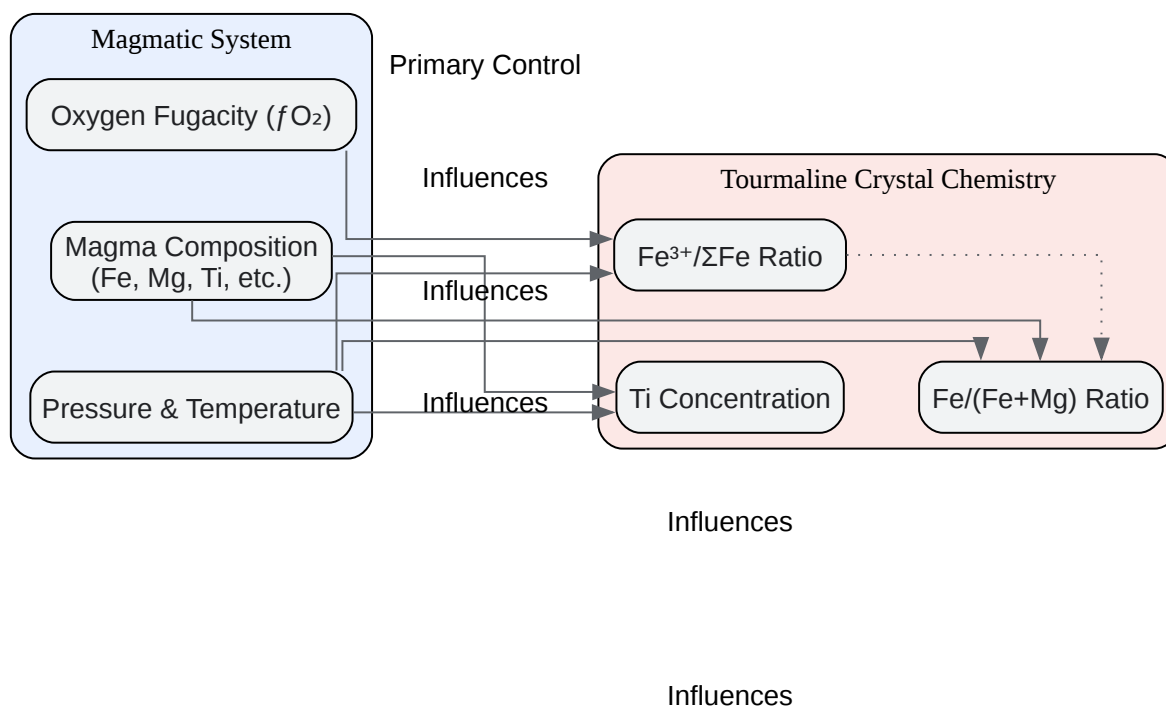 Magmatic System
Primary Control
Oxygen Fugacity (ƒO₂)
Influences
Tourmaline Crystal Chemistry
Magma Composition
(Fe, Mg, Ti, etc.)
Fe³⁺/ΣFe Ratio
Influences
Pressure & Temperature
Influences
Ti Concentration
Fe/(Fe+Mg) Ratio
Influences
Influences